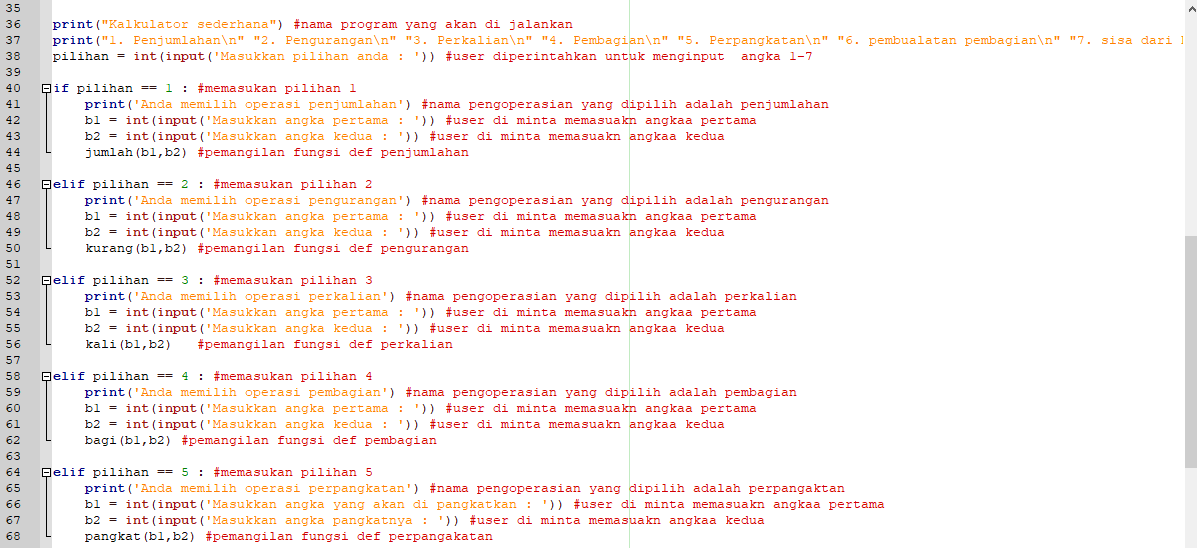 35
36 print("Kalkulator sederhana") #nama program yang akan di jalankan
37 print("1. Penjumlahan\n" "2. Pengurangan\n" "3. Perkalian\n" "4. Pembagian\n" "5. Perpangkatan\n" "6. pembualatan pembagian\n" "7. sisa dari
38 pilihan = int(input('Masukkan pilihan anda : ')) #user diperintahkan untuk menginput  angka 1-7
39
40 if pilihan == 1 : #memasukan pilihan 1
41     print('Anda memilih operasi penjumlahan') #nama pengoperasian yang dipilih adalah penjumlahan
42     b1 = int(input('Masukkan angka pertama : ')) #user di minta memasuakn angkaa pertama
43     b2 = int(input('Masukkan angka kedua : ')) #user di minta memasuakn angkaa kedua
44     jumlah(b1,b2) #pemangilan fungsi def penjumlahan
45
46 elif pilihan == 2 : #memasukan pilihan 2
47     print('Anda memilih operasi pengurangan') #nama pengoperasian yang dipilih adalah pengurangan
48     b1 = int(input('Masukkan angka pertama : ')) #user di minta memasuakn angkaa pertama
49     b2 = int(input('Masukkan angka kedua : ')) #user di minta memasuakn angkaa kedua
50     kurang(b1,b2) #pemangilan fungsi def pengurangan
51
52 elif pilihan == 3 : #memasukan pilihan 3
53     print('Anda memilih operasi perkalian') #nama pengoperasian yang dipilih adalah perkalian
54     b1 = int(input('Masukkan angka pertama : ')) #user di minta memasuakn angkaa pertama
55     b2 = int(input('Masukkan angka kedua : ')) #user di minta memasuakn angkaa kedua
56     kali(b1,b2)   #pemangilan fungsi def perkalian
57
58 elif pilihan == 4 : #memasukan pilihan 4
59     print('Anda memilih operasi pembagian') #nama pengoperasian yang dipilih adalah pembagian
60     b1 = int(input('Masukkan angka pertama : ')) #user di minta memasuakn angkaa pertama
61     b2 = int(input('Masukkan angka kedua : ')) #user di minta memasuakn angkaa kedua
62     bagi(b1,b2) #pemangilan fungsi def pembagian
63
64 elif pilihan == 5 : #memasukan pilihan 5
65     print('Anda memilih operasi perpangkatan') #nama pengoperasian yang dipilih adalah perpangaktan
66     b1 = int(input('Masukkan angka yang akan di pangkatkan : ')) #user di minta memasuakn angkaa pertama
67     b2 = int(input('Masukkan angka pangkatnya : ')) #user di minta memasuakn angkaa kedua
68     pangkat(b1,b2) #pemangilan fungsi def perpangakatan